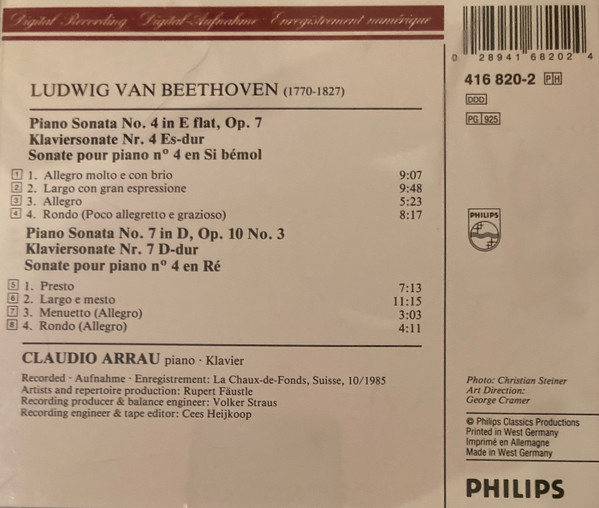 Digital Recording · Digital-Aufnahme · Enregistrement numérique
LUDWIG VAN BEETHOVEN (1770-1827)
Piano Sonata No. 4 in E flat, Op. 7
Klaviersonate Nr. 4 Es-dur
Sonate pour piano n° 4 en Si bémol
1 1. Allegro molto e con brio 9:07
2 2. Largo con gran espressione 9:48
3 3. Allegro 5:23
4 4. Rondo (Poco allegretto e grazioso) 8:17
Piano Sonata No. 7 in D, Op. 10 No. 3
Klaviersonate Nr. 7 D-dur
Sonate pour piano n° 4 en Ré
5 1. Presto 7:13
6 2. Largo e mesto 11:15
7 3. Menuetto (Allegro) 3:03
8 4. Rondo (Allegro) 4:11
CLAUDIO ARRAU piano · Klavier
Recorded · Aufnahme · Enregistrement: La Chaux-de-Fonds, Suisse, 10/1985
Artists and repertoire production: Rupert Fäustle
Recording producer & balance engineer: Volker Straus
Recording engineer & tape editor: Cees Heijkoop
0 28941 68202 4
416 820-2 PH
DDD
PG 925
PHILIPS
Photo: Christian Steiner
Art Direction:
George Cramer
© Philips Classics Productions
Printed in West Germany
Imprimé en Allemagne
Made in West Germany
PHILIPS